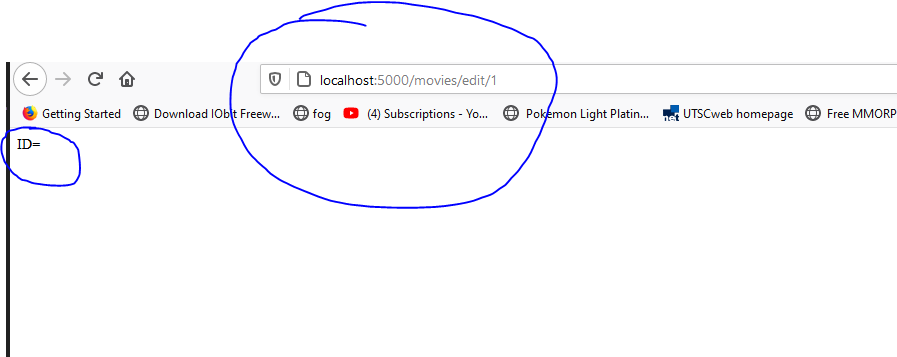 localhost:5000/movies/edit/1
Getting Started Download IObit Freew... fog (4) Subscriptions - Yo... Pokemon Light Platin... .net UTSCweb homepage Free MMORP
ID=